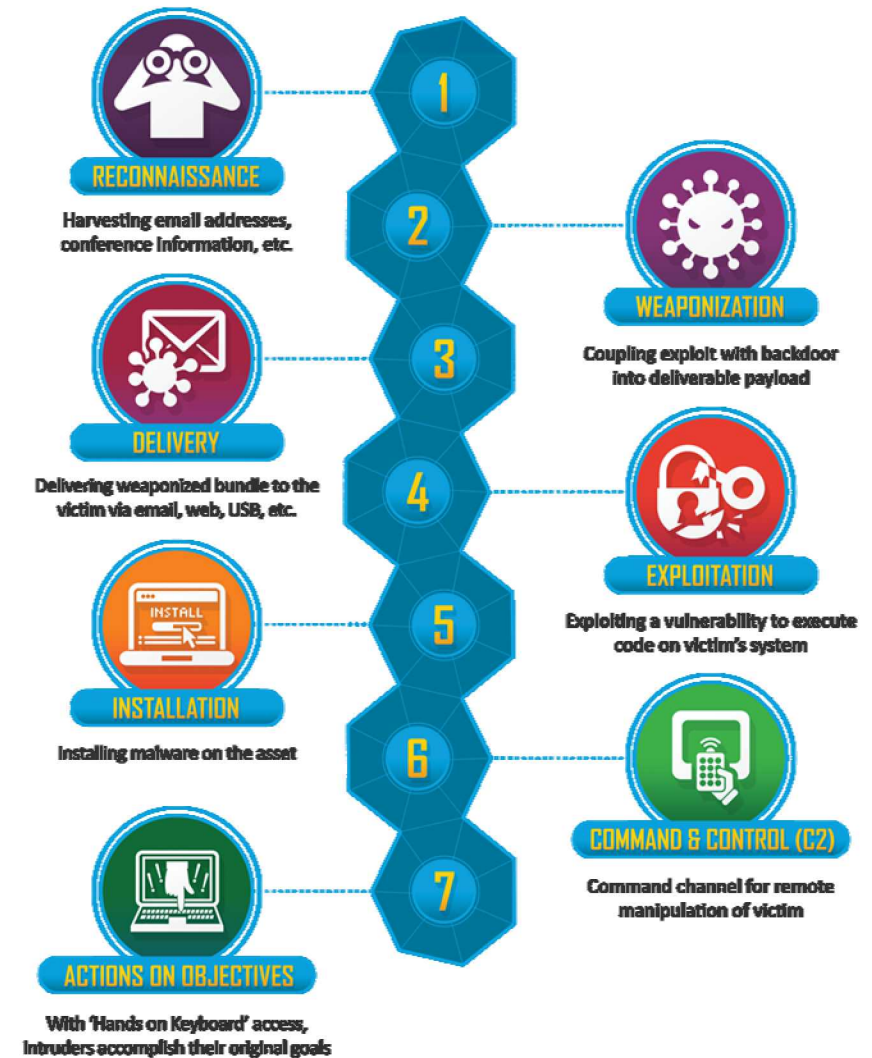 1
RECONNAISSANCE
Harvesting email addresses,
conference information, etc.
2
WEAPONIZATION
Coupling exploit with backdoor
into deliverable payload
3
DELIVERY
Delivering weaponized bundle to the
victim via email, web, USB, etc.
4
EXPLOITATION
Exploiting a vulnerability to execute
code on victim's system
5
INSTALL
INSTALLATION
Installing malware on the asset
6
COMMAND & CONTROL (C2)
Command channel for remote
manipulation of victim
7
ACTIONS ON OBJECTIVES
With 'Hands on Keyboard' access,
intruders accomplish their original goals